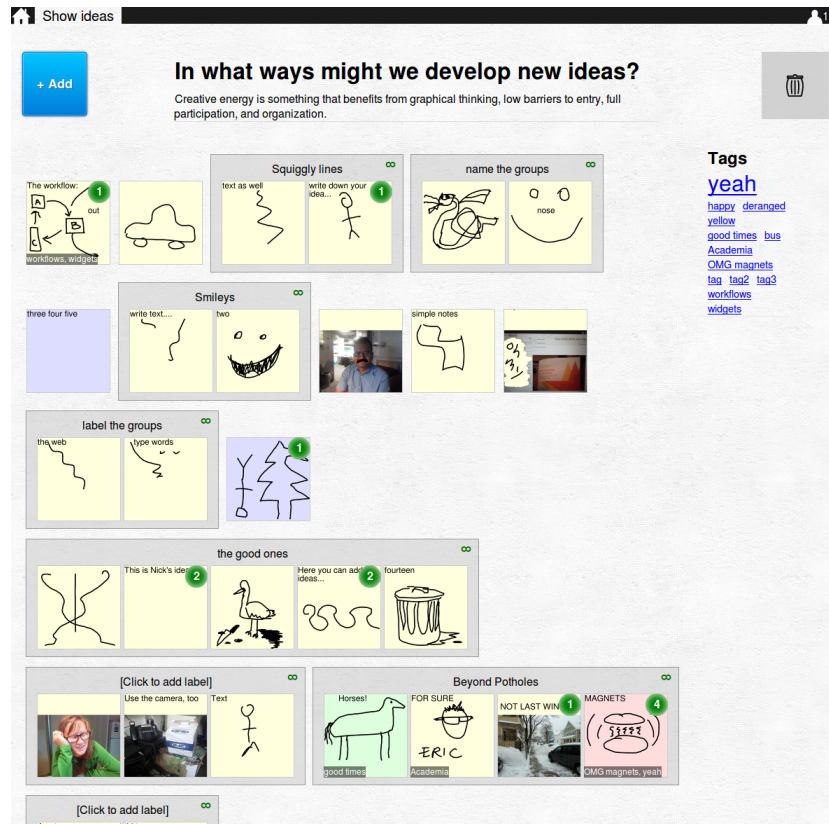 Show ideas
1
+ Add
In what ways might we develop new ideas?
Creative energy is something that benefits from graphical thinking, low barriers to entry, full
participation, and organization.
Tags
yeah
happy deranged
yellow
good times bus
Academia
OMG magnets
tag tag2 tag3
workflows
widgets
The workflow:
1
A
B
C
out
workflows, widgets
Squiggly lines
text as well
write down your
idea...
1
name the groups
nose
three four five
Smileys
write text....
two
simple notes
label the groups
the web
type words
1
the good ones
This is Nick's idea
2
Here you can add
ideas...
2
fourteen
[Click to add label]
Use the camera, too
Text
Beyond Potholes
Horses!
good times
FOR SURE
ERIC
Academia
NOT LAST WIN
1
MAGNETS
4
OMG magnets, yeah
[Click to add label]